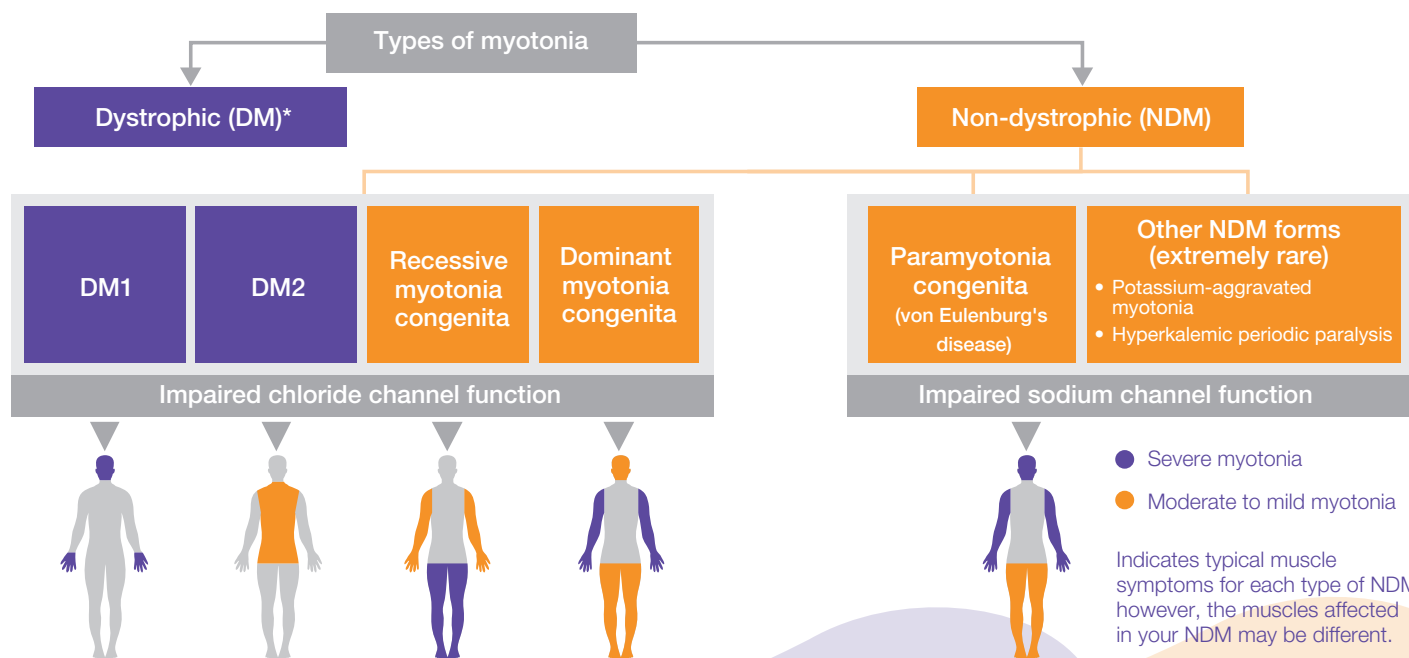 Types of myotonia
Dystrophic (DM)*
Non-dystrophic (NDM)
DM1
DM2
Recessive
myotonia
congenita
Dominant
myotonia
congenita
Impaired chloride channel function
Paramyotonia
congenita
(von Eulenburg's
disease)
Other NDM forms
(extremely rare)
• Potassium-aggravated
myotonia
• Hyperkalemic periodic paralysis
Impaired sodium channel function
Severe myotonia
Moderate to mild myotonia
Indicates typical muscle
symptoms for each type of NDM
however, the muscles affected
in your NDM may be different.